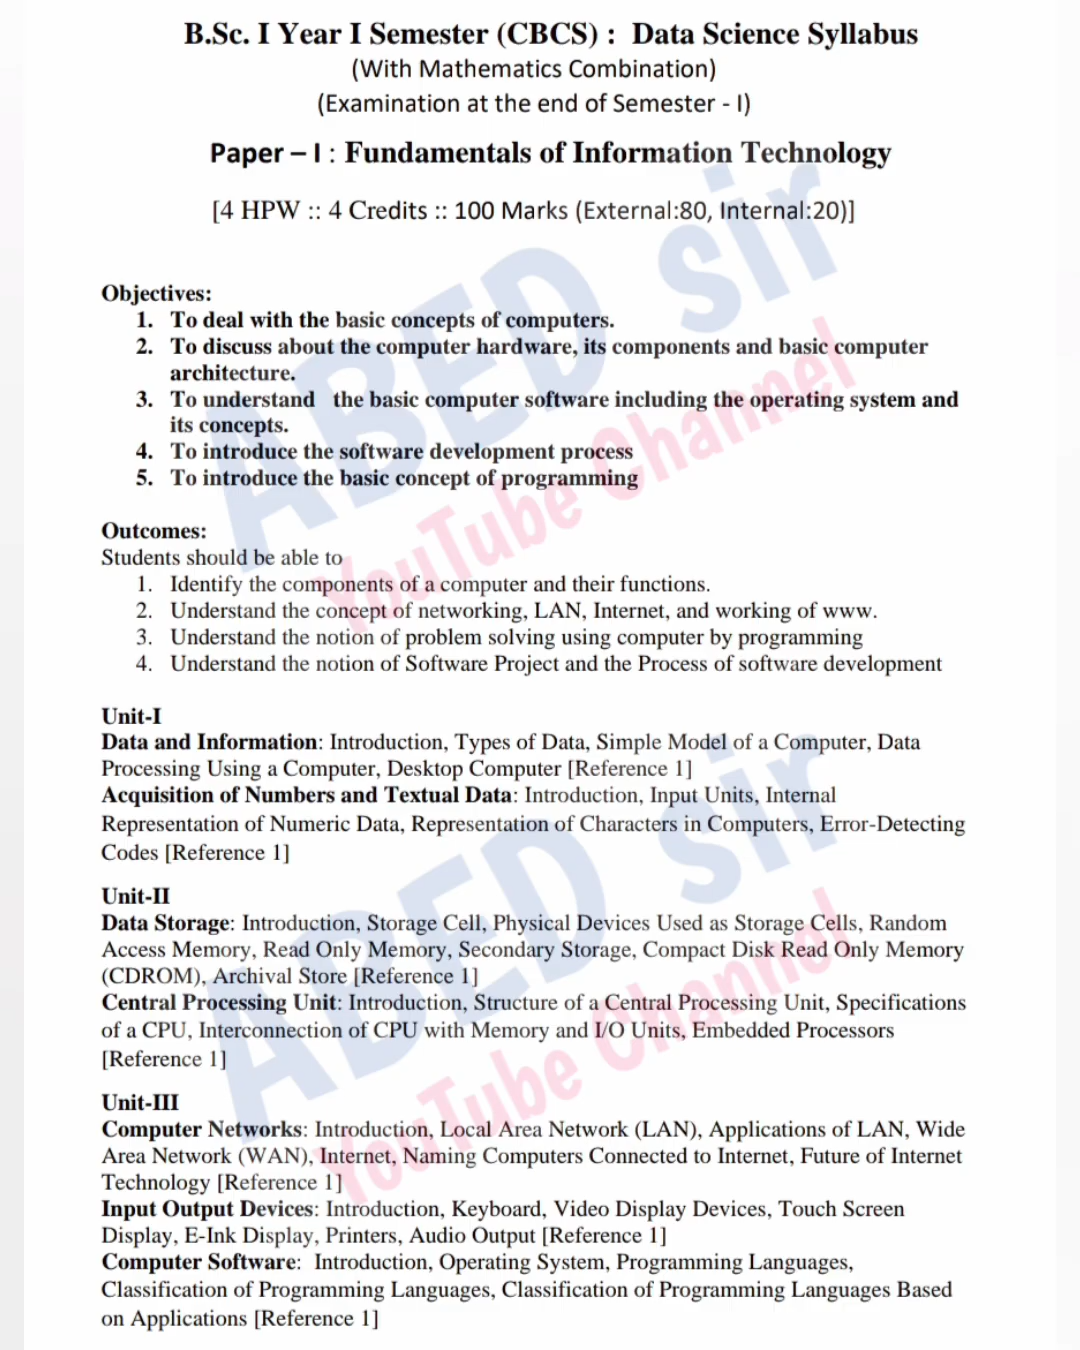 B.Sc. I Year I Semester (CBCS) : Data Science Syllabus
(With Mathematics Combination)
(Examination at the end of Semester - I)
Paper – I : Fundamentals of Information Technology
[4 HPW :: 4 Credits :: 100 Marks (External:80, Internal:20)]
Objectives:
1. To deal with the basic concepts of computers.
2. To discuss about the computer hardware, its components and basic computer
architecture.
3. To understand the basic computer software including the operating system and
its concepts.
4. To introduce the software development process
5. To introduce the basic concept of programming
Outcomes:
Students should be able to
1. Identify the components of a computer and their functions.
2. Understand the concept of networking, LAN, Internet, and working of www.
3. Understand the notion of problem solving using computer by programming
4. Understand the notion of Software Project and the Process of software development
Unit-I
Data and Information: Introduction, Types of Data, Simple Model of a Computer, Data
Processing Using a Computer, Desktop Computer [Reference 1]
Acquisition of Numbers and Textual Data: Introduction, Input Units, Internal
Representation of Numeric Data, Representation of Characters in Computers, Error-Detecting
Codes [Reference 1]
Unit-II
Data Storage: Introduction, Storage Cell, Physical Devices Used as Storage Cells, Random
Access Memory, Read Only Memory, Secondary Storage, Compact Disk Read Only Memory
(CDROM), Archival Store [Reference 1]
Central Processing Unit: Introduction, Structure of a Central Processing Unit, Specifications
of a CPU, Interconnection of CPU with Memory and I/O Units, Embedded Processors
[Reference 1]
Unit-III
Computer Networks: Introduction, Local Area Network (LAN), Applications of LAN, Wide
Area Network (WAN), Internet, Naming Computers Connected to Internet, Future of Internet
Technology [Reference 1]
Input Output Devices: Introduction, Keyboard, Video Display Devices, Touch Screen
Display, E-Ink Display, Printers, Audio Output [Reference 1]
Computer Software: Introduction, Operating System, Programming Languages,
Classification of Programming Languages, Classification of Programming Languages Based
on Applications [Reference 1]
ABED sir
YouTube Channel
ABED sir
YouTube Channel